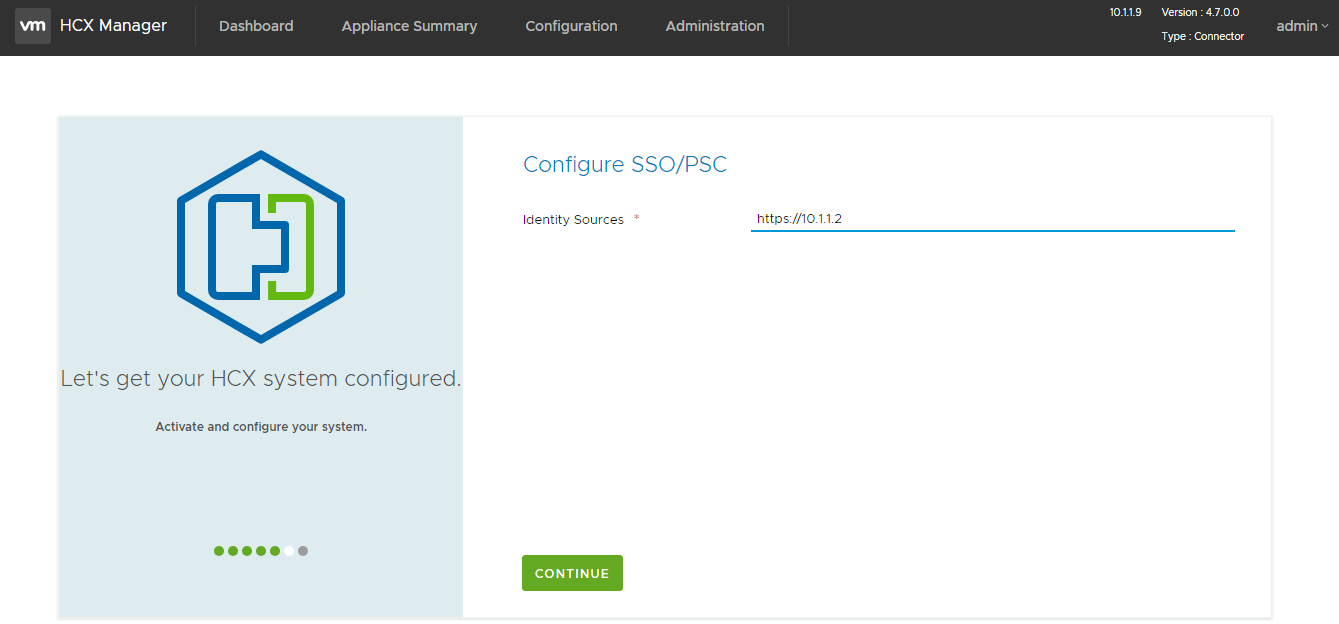 vm HCX Manager Dashboard Appliance Summary Configuration Administration 10.1.1.9 Version : 4.7.0.0 admin
Type : Connector
Configure SSO/PSC
Identity Sources * https://10.1.1.2
Let's get your HCX system configured.
Activate and configure your system.
CONTINUE